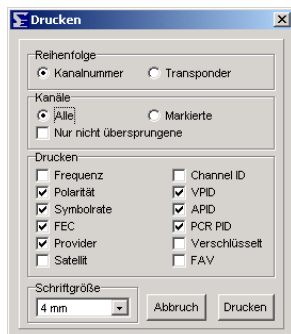 Drucken
Reihenfolge
Kanalnummer Transponder
Kanäle
Alle Markierte
Nur nicht übersprungene
Drucken
Frequenz Channel ID
Polarität VPID
Symbolrate APID
FEC PCR PID
Provider Verschlüsselt
Satellit FAV
Schriftgröße
4 mm Abbruch Drucken